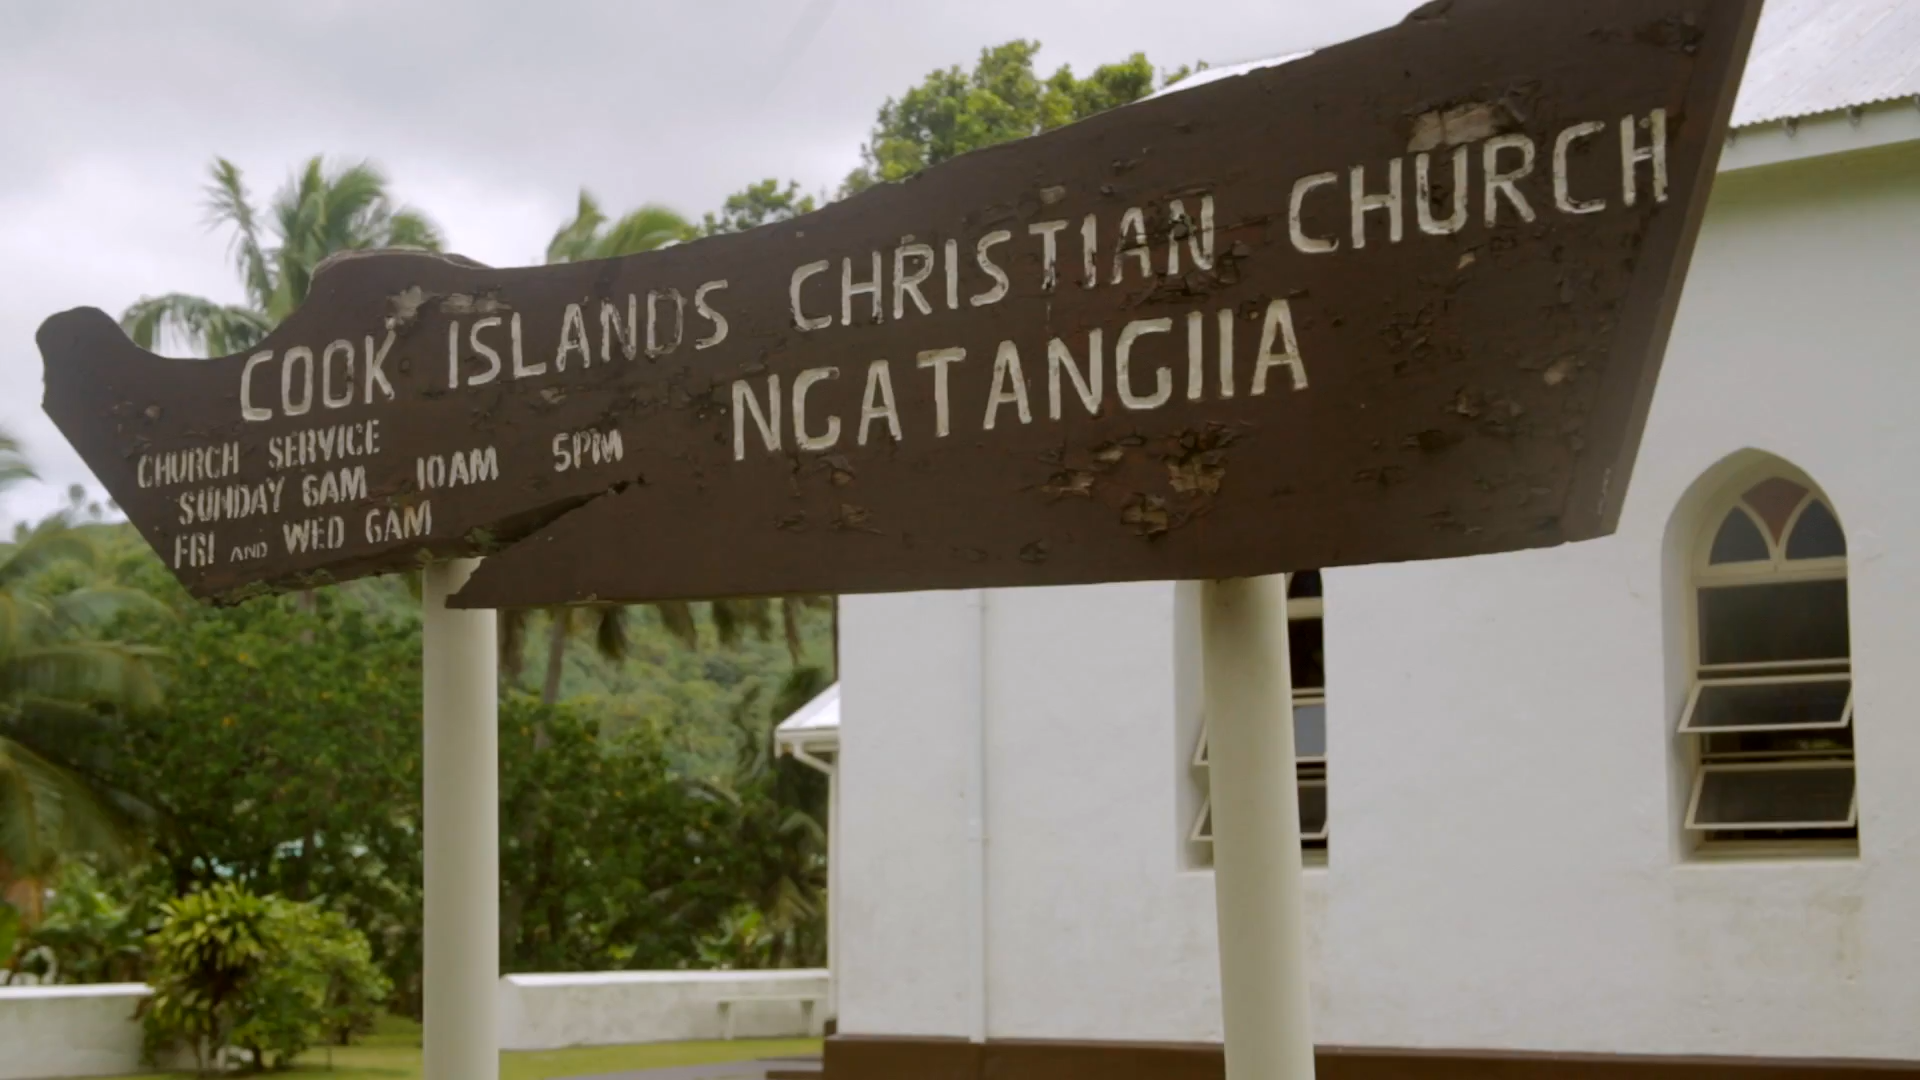 COOK ISLANDS CHRISTIAN CHURCH
NGATANGIIA
CHURCH SERVICE
SUNDAY 6AM 10AM 5PM
FRI AND WED 6AM